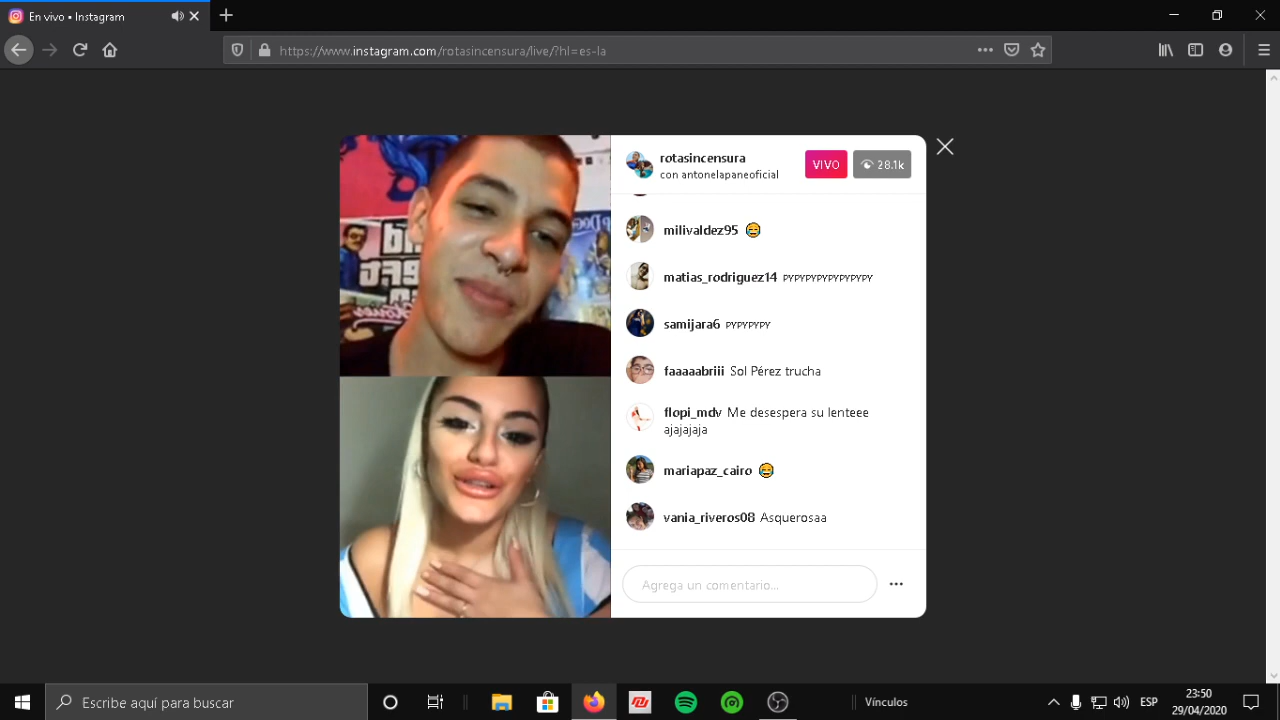 En vivo • Instagram
https://www.instagram.com/rotasincensura/live/?hl=es-la
rotasincensura
con antonelapaneoficial
VIVO
28.1k
milivaldez95 😂
matias_rodriguez14 PYPYPYPYPYPYPYPY
samijara6 PYPYPYPY
faaaaabriii Sol Pérez trucha
flopi_mdv Me desespera su lenteee
ajajajaja
mariapaz_cairo 😂
vania_riveros08 Asquerosaa
Agrega un comentario...
Escribe aquí para buscar
Vínculos
ESP
23:50
29/04/2020